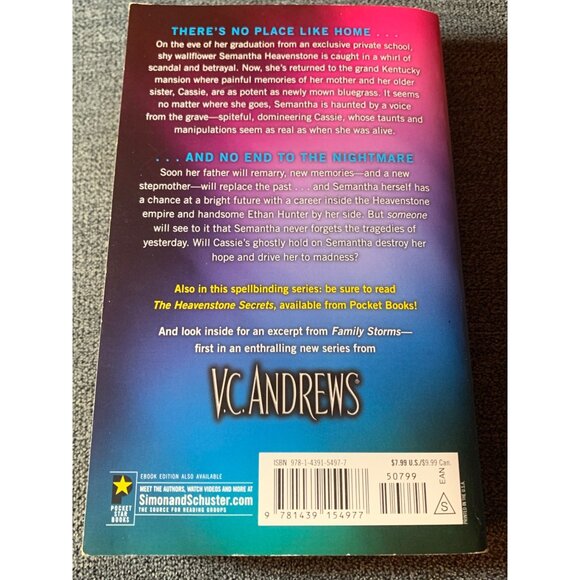 THERE'S NO PLACE LIKE HOME . . .
On the eve of her graduation from an exclusive private school,
shy wallflower Semantha Heavenstone is caught in a whirl of
scandal and betrayal. Now, she's returned to the grand Kentucky
mansion where painful memories of her mother and her older
sister, Cassie, are as potent as newly mown bluegrass. It seems
no matter where she goes, Semantha is haunted by a voice
from the grave—spiteful, domineering Cassie, whose taunts and
manipulations seem as real as when she was alive.
. . . AND NO END TO THE NIGHTMARE
Soon her father will remarry, new memories—and a new
stepmother—will replace the past . . . and Semantha herself has
a chance at a bright future with a career inside the Heavenstone
empire and handsome Ethan Hunter by her side. But someone
will see to it that Semantha never forgets the tragedies of
yesterday. Will Cassie's ghostly hold on Semantha destroy her
hope and drive her to madness?
Also in this spellbinding series: be sure to read
The Heavenstone Secrets, available from Pocket Books!
And look inside for an excerpt from Family Storms—
first in an enthralling new series from
V.C. ANDREWS®
POCKET
STAR
BOOKS
EBOOK EDITION ALSO AVAILABLE
MEET THE AUTHORS, WATCH VIDEOS AND MORE AT
SimonandSchuster.com
THE SOURCE FOR READING GROUPS
ISBN 978-1-4391-5497-7
$7.99 U.S./$9.99 Can.
50799
9 781439 154977
EAN
S
PRINTED IN THE U.S.A.